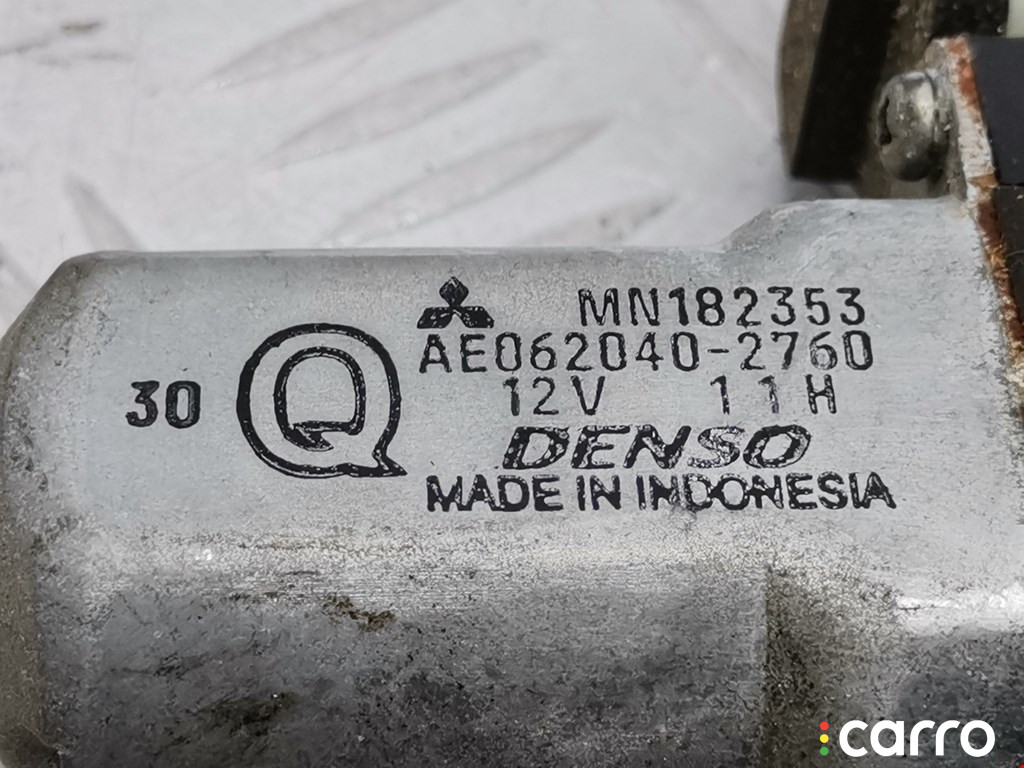 MN182353
AE062040-2760
12V 11H
30 Q
DENSO
MADE IN INDONESIA
carro